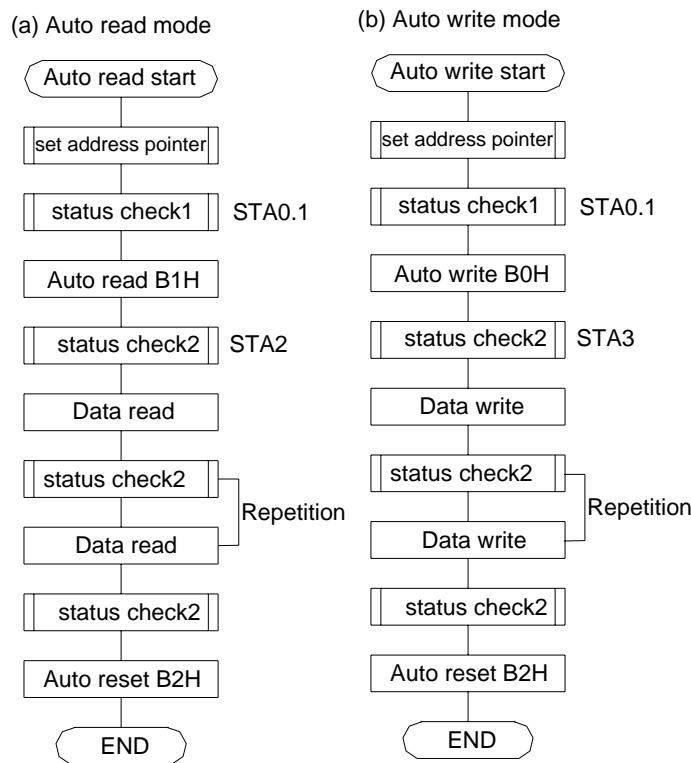 (a) Auto read mode
Auto read start
set address pointer
status check1
STA0.1
Auto read B1H
status check2
STA2
Data read
status check2
Repetition
Data read
status check2
Auto reset B2H
END
(b) Auto write mode
Auto write start
set address pointer
status check1
STA0.1
Auto write B0H
status check2
STA3
Data write
status check2
Repetition
Data write
status check2
Auto reset B2H
END